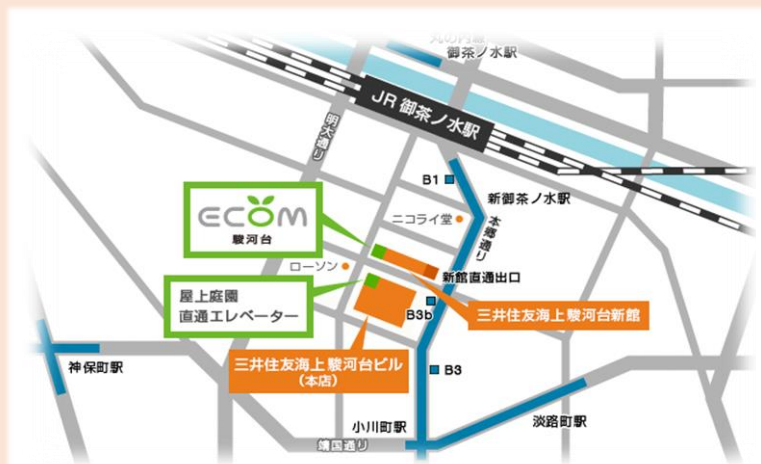 御茶ノ水駅
JR 御茶ノ水駅
明大通り
B1
新御茶ノ水駅
ECOM
駿河台
ニコライ堂
本郷通り
ローソン
新館直通出口
屋上庭園
直通エレベーター
B3b
三井住友海上駿河台新館
三井住友海上駿河台ビル
(本店)
神保町駅
B3
小川町駅
淡路町駅
靖国通り